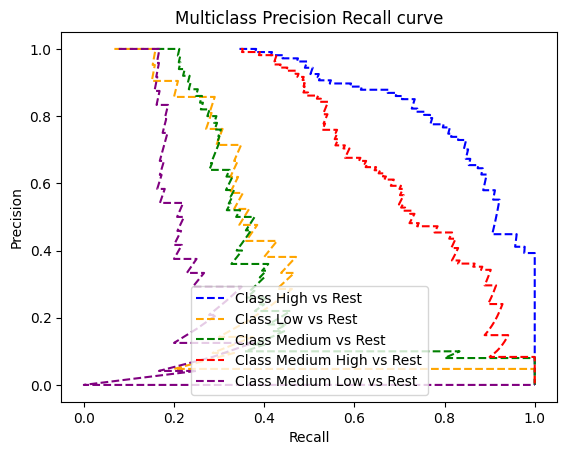 Multiclass Precision Recall curve
1.0
0.8
0.6
0.4
0.2
0.0
Precision
Class High vs Rest
Class Low vs Rest
Class Medium vs Rest
Class Medium High vs Rest
Class Medium Low vs Rest
0.0 0.2 0.4 0.6 0.8 1.0
Recall